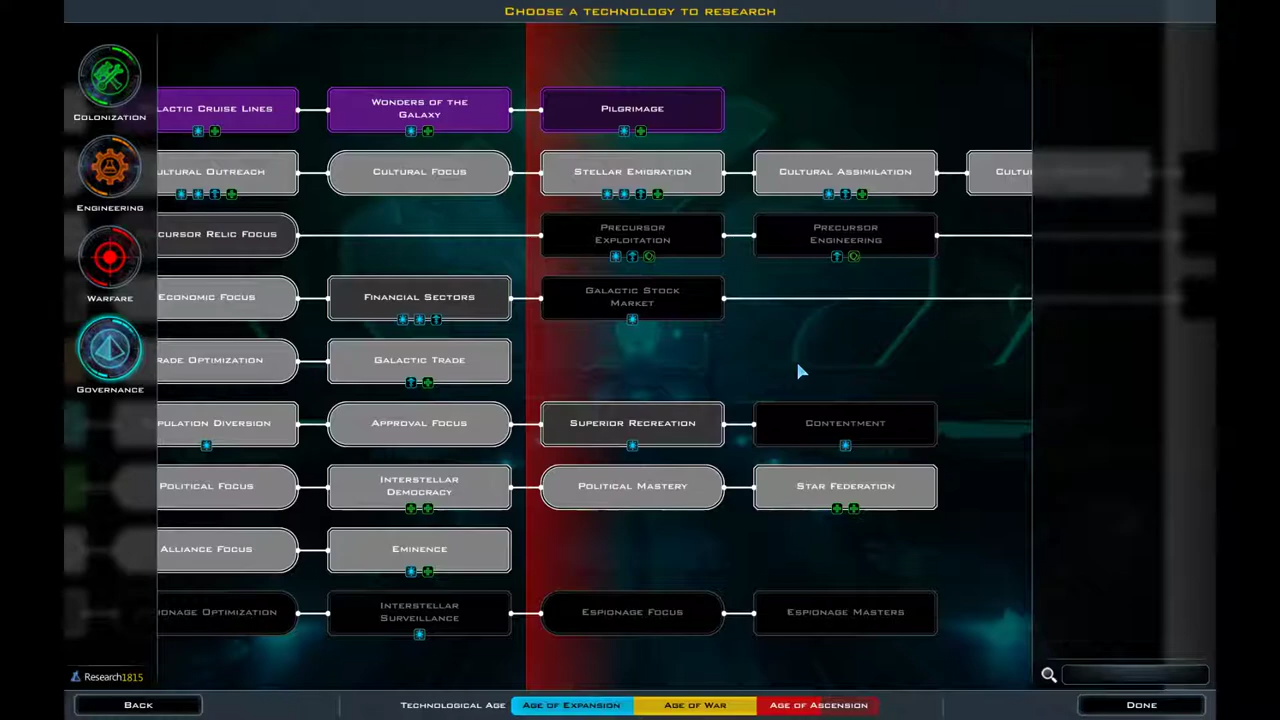 Choose a technology to research
Colonization
Engineering
Warfare
Governance
lactic Cruise Lines
Wonders of the
Galaxy
Pilgrimage
ultural Outreach
Cultural Focus
Stellar Emigration
Cultural Assimilation
Cultu
cursor Relic Focus
Precursor
Exploitation
Precursor
Engineering
Economic Focus
Financial Sectors
Galactic Stock
Market
rade Optimization
Galactic Trade
pulation Diversion
Approval Focus
Superior Recreation
Contentment
Political Focus
Interstellar
Democracy
Political Mastery
Star Federation
Alliance Focus
Eminence
ionage Optimization
Interstellar
Surveillance
Espionage Focus
Espionage Masters
Research1815
Back
Technological Age
Age of Expansion
Age of War
Age of Ascension
Done